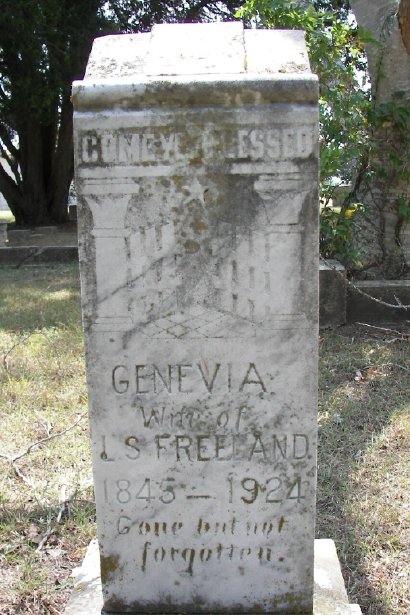 COME YE BLESSED
GENEVIA
Wife of
L S FREELAND
1845 — 1924
Gone but not
forgotten.